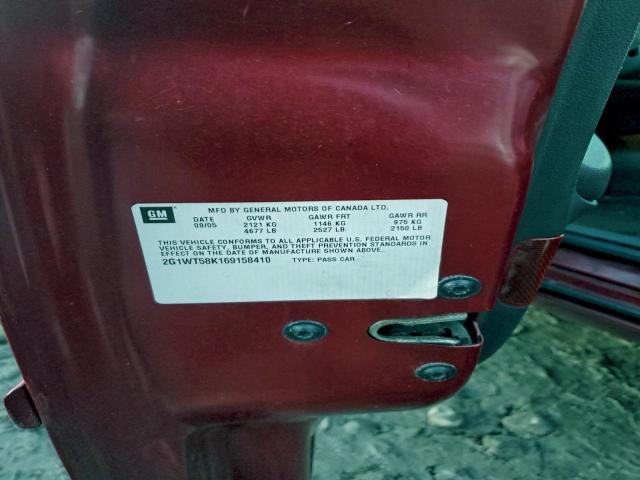 GM MFD BY GENERAL MOTORS OF CANADA LTD.
DATE GVWR GAWR FRT GAWR RR
09/05 2121 KG 1146 KG 975 KG
4677 LB 2527 LB 2150 LB
THIS VEHICLE CONFORMS TO ALL APPLICABLE U.S. FEDERAL MOTOR
VEHICLE SAFETY, BUMPER, AND THEFT PREVENTION STANDARDS IN
EFFECT ON THE DATE OF MANUFACTURE SHOWN ABOVE.
2G1WT58K169158410 TYPE: PASS CAR